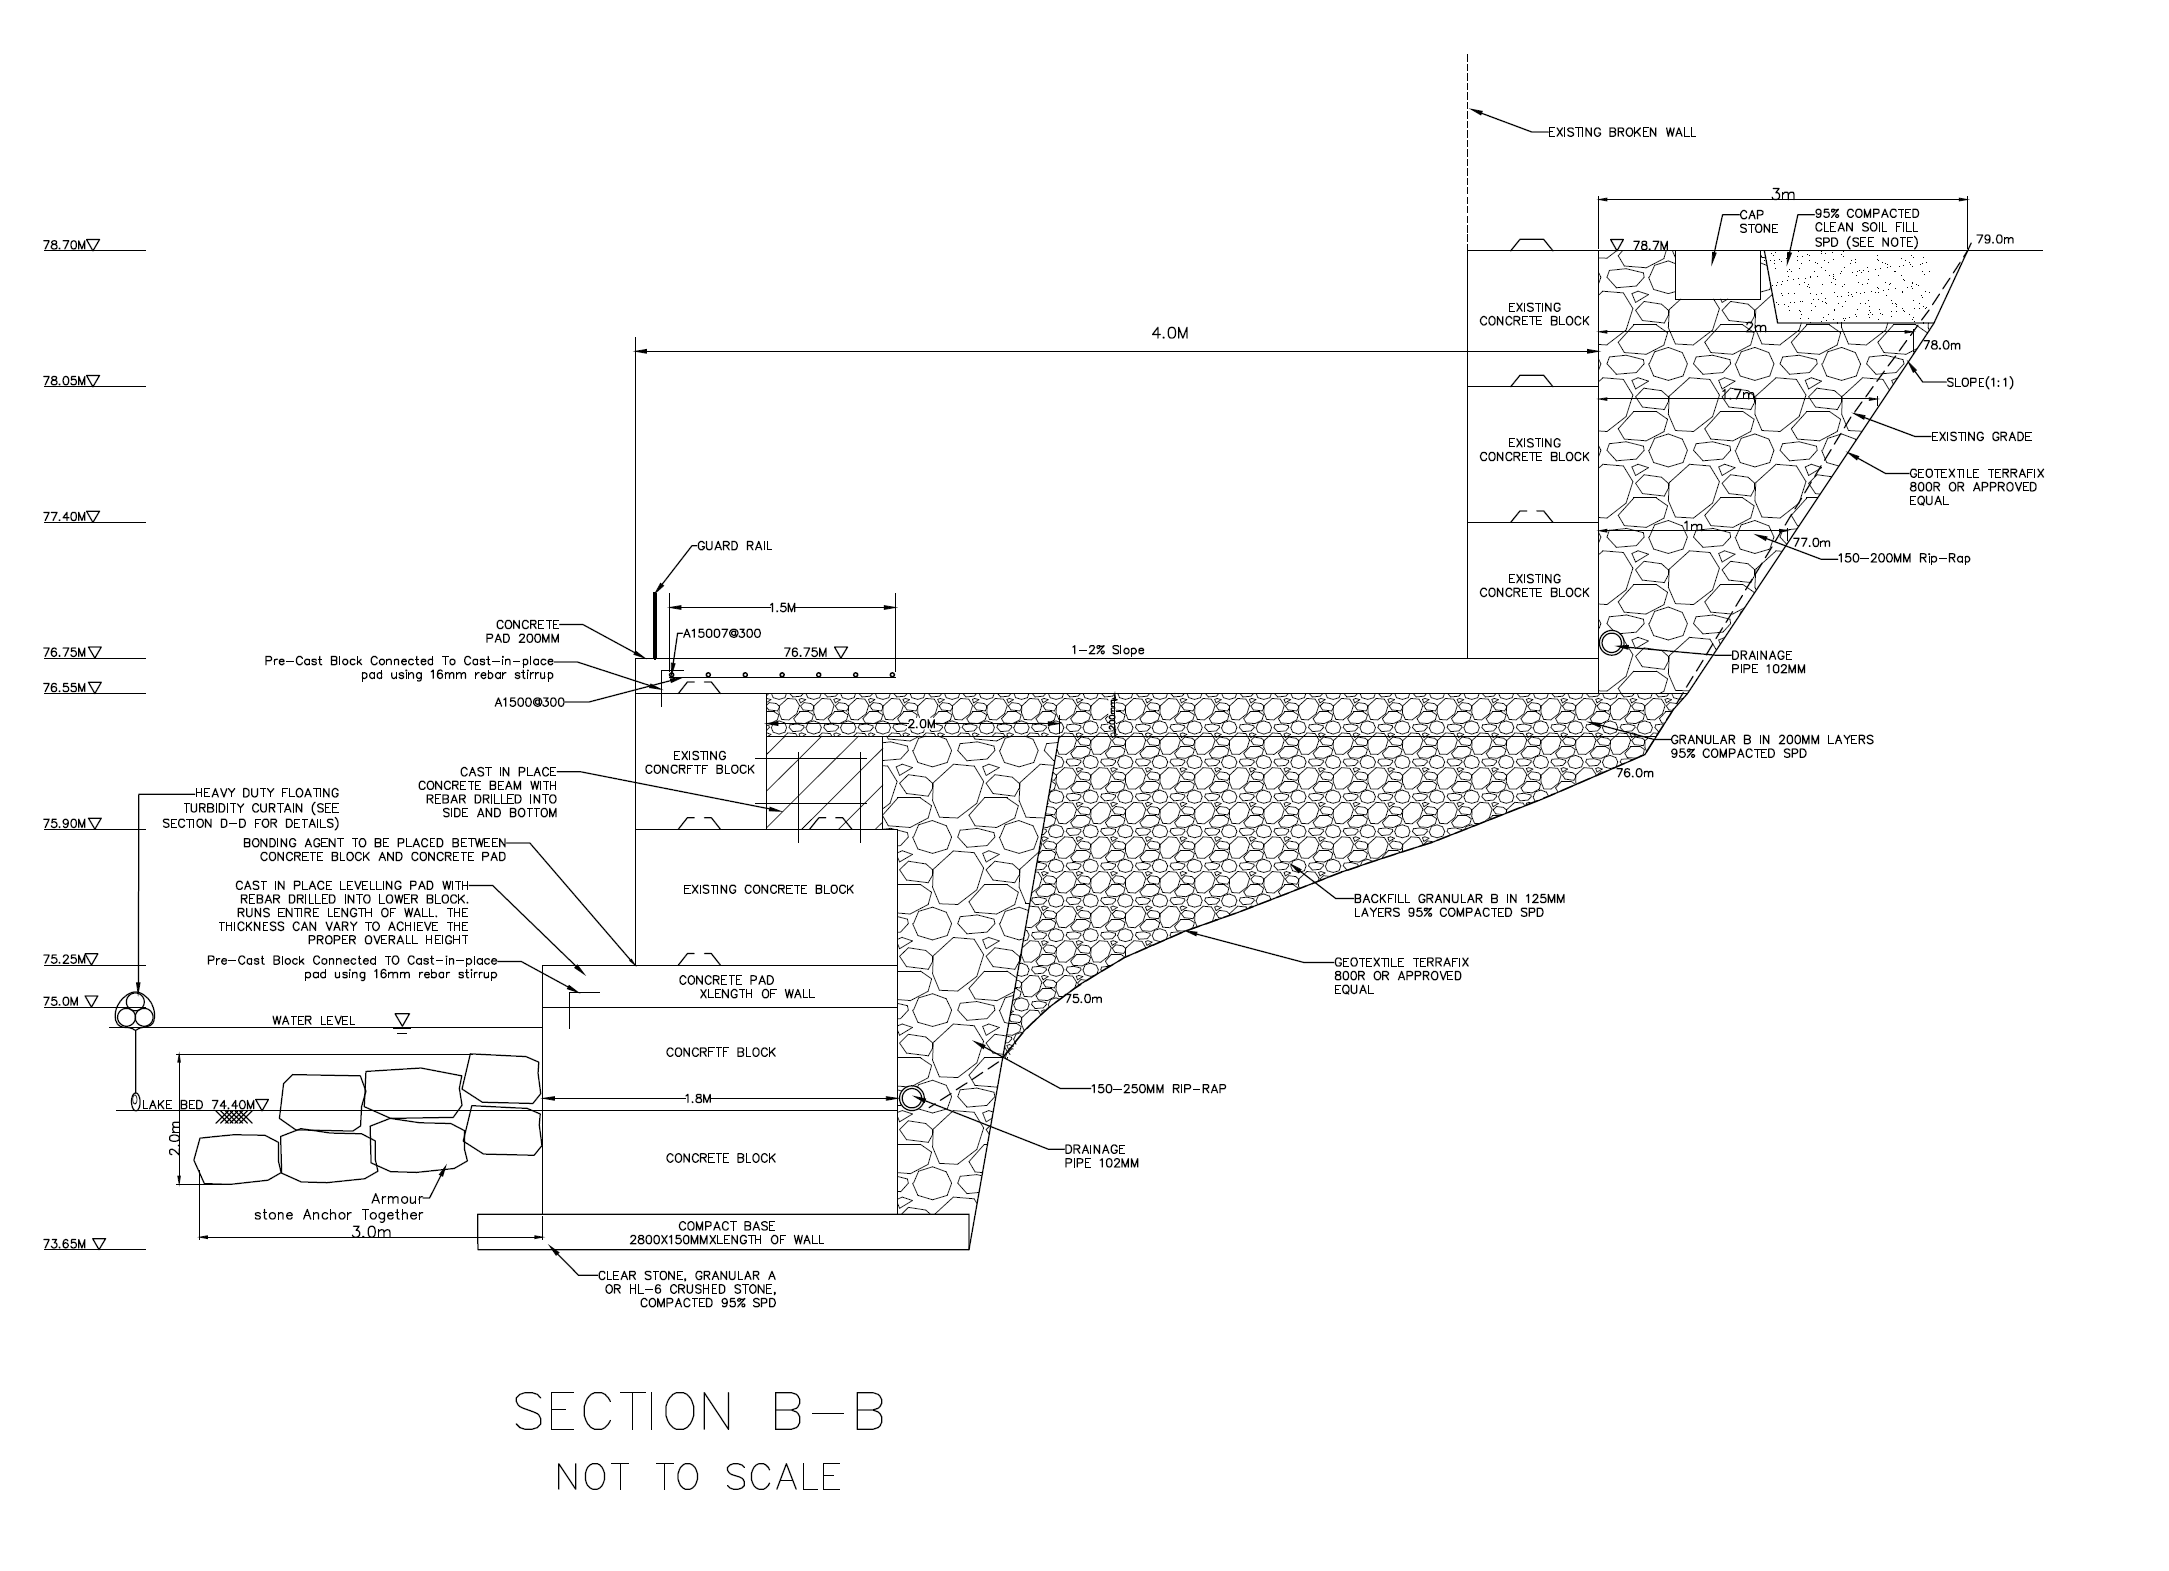 EXISTING BROKEN WALL
3m
CAP
STONE
95% COMPACTED
CLEAN SOIL FILL
SPD (SEE NOTE)
79.0m
78.70M
78.7M
EXISTING
CONCRETE BLOCK
4.0M
2m
78.0m
78.05M
SLOPE(1:1)
1.7m
EXISTING GRADE
EXISTING
CONCRETE BLOCK
GEOTEXTILE TERRAFIX
800R OR APPROVED
EQUAL
77.40M
1m
77.0m
150-200MM Rip-Rap
GUARD RAIL
EXISTING
CONCRETE BLOCK
1.5M
CONCRETE
PAD 200MM
A15007@300
76.75M
76.75M
1-2% Slope
DRAINAGE
PIPE 102MM
Pre-Cast Block Connected To Cast-in-place
pad using 16mm rebar stirrup
76.55M
A1500@300
2.0M
200mm
GRANULAR B IN 200MM LAYERS
95% COMPACTED SPD
EXISTING
CONCRFTF BLOCK
76.0m
CAST IN PLACE
CONCRETE BEAM WITH
REBAR DRILLED INTO
SIDE AND BOTTOM
HEAVY DUTY FLOATING
TURBIDITY CURTAIN (SEE
SECTION D-D FOR DETAILS)
75.90M
BONDING AGENT TO BE PLACED BETWEEN
CONCRETE BLOCK AND CONCRETE PAD
EXISTING CONCRETE BLOCK
CAST IN PLACE LEVELLING PAD WITH
REBAR DRILLED INTO LOWER BLOCK.
RUNS ENTIRE LENGTH OF WALL. THE
THICKNESS CAN VARY TO ACHIEVE THE
PROPER OVERALL HEIGHT
BACKFILL GRANULAR B IN 125MM
LAYERS 95% COMPACTED SPD
75.25M
Pre-Cast Block Connected TO Cast-in-place
pad using 16mm rebar stirrup
GEOTEXTILE TERRAFIX
800R OR APPROVED
EQUAL
CONCRETE PAD
XLENGTH OF WALL
75.0M
75.0m
WATER LEVEL
CONCRFTF BLOCK
150-250MM RIP-RAP
LAKE BED 74.40M
1.8M
2.0m
DRAINAGE
PIPE 102MM
CONCRETE BLOCK
Armour
stone Anchor Together
3.0m
COMPACT BASE
2800X150MMXLENGTH OF WALL
73.65M
CLEAR STONE, GRANULAR A
OR HL-6 CRUSHED STONE,
COMPACTED 95% SPD
SECTION B-B
NOT TO SCALE